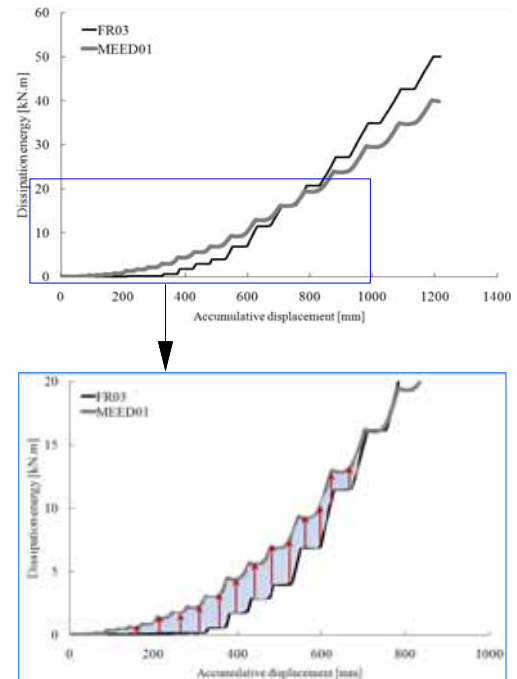 60
50
40
30
20
10
0
Dissipation energy [kN.m]
FR03
MEED01
0 200 400 600 800 1000 1200 1400
Accumulative displacement [mm]
20
15
10
5
0
Dissipation energy [kN.m]
FR03
MEED01
0 200 400 600 800 1000
Accumulative displacement [mm]